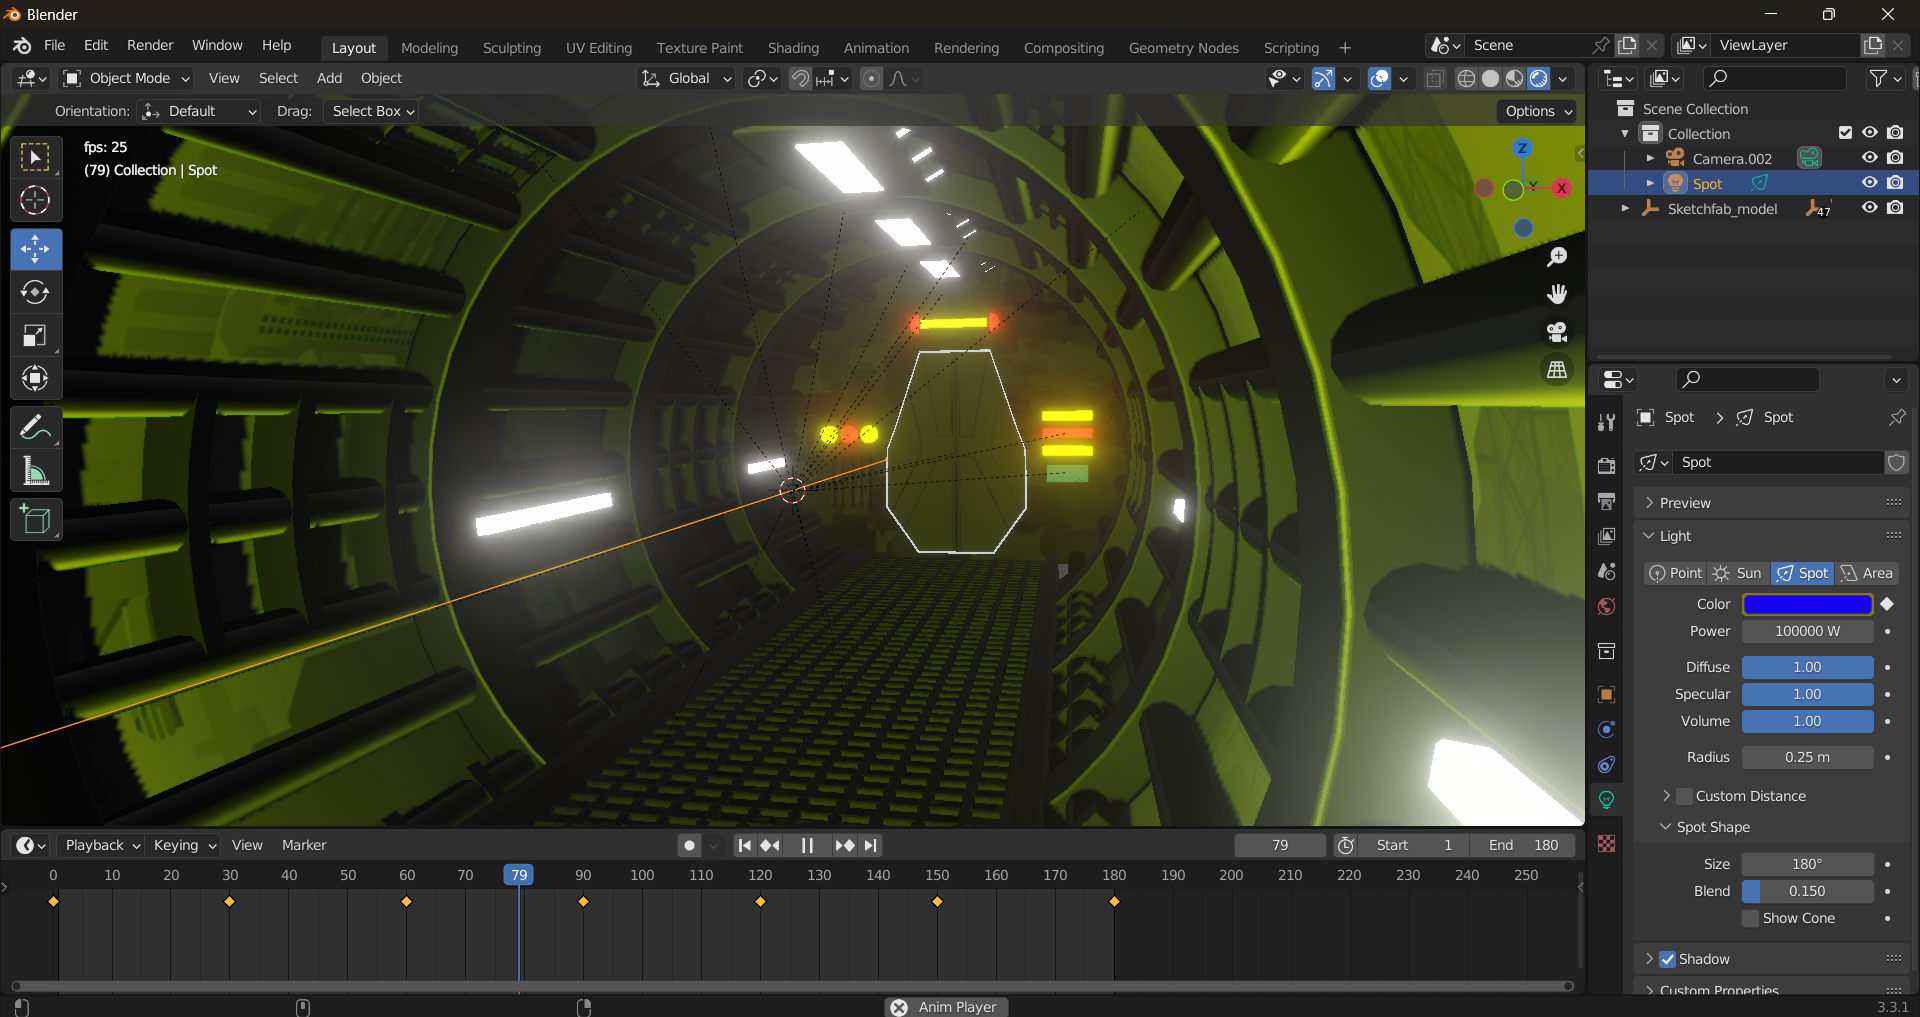 Blender
File Edit Render Window Help Layout Modeling Sculpting UV Editing Texture Paint Shading Animation Rendering Compositing Geometry Nodes Scripting + Scene ViewLayer
Object Mode View Select Add Object Global
Orientation: Default Drag: Select Box Options
fps: 25
(79) Collection | Spot
Z
Y
X
Scene Collection
Collection
Camera.002
Spot
Sketchfab_model 47
Spot > Spot
Spot
Preview
Light
Point Sun Spot Area
Color
Power 100000 W
Diffuse 1.00
Specular 1.00
Volume 1.00
Radius 0.25 m
Custom Distance
Spot Shape
Size 180°
Blend 0.150
Show Cone
Shadow
Custom Properties
Playback Keying View Marker 79 Start 1 End 180
0 10 20 30 40 50 60 70 79 90 100 110 120 130 140 150 160 170 180 190 200 210 220 230 240 250
Anim Player
3.3.1